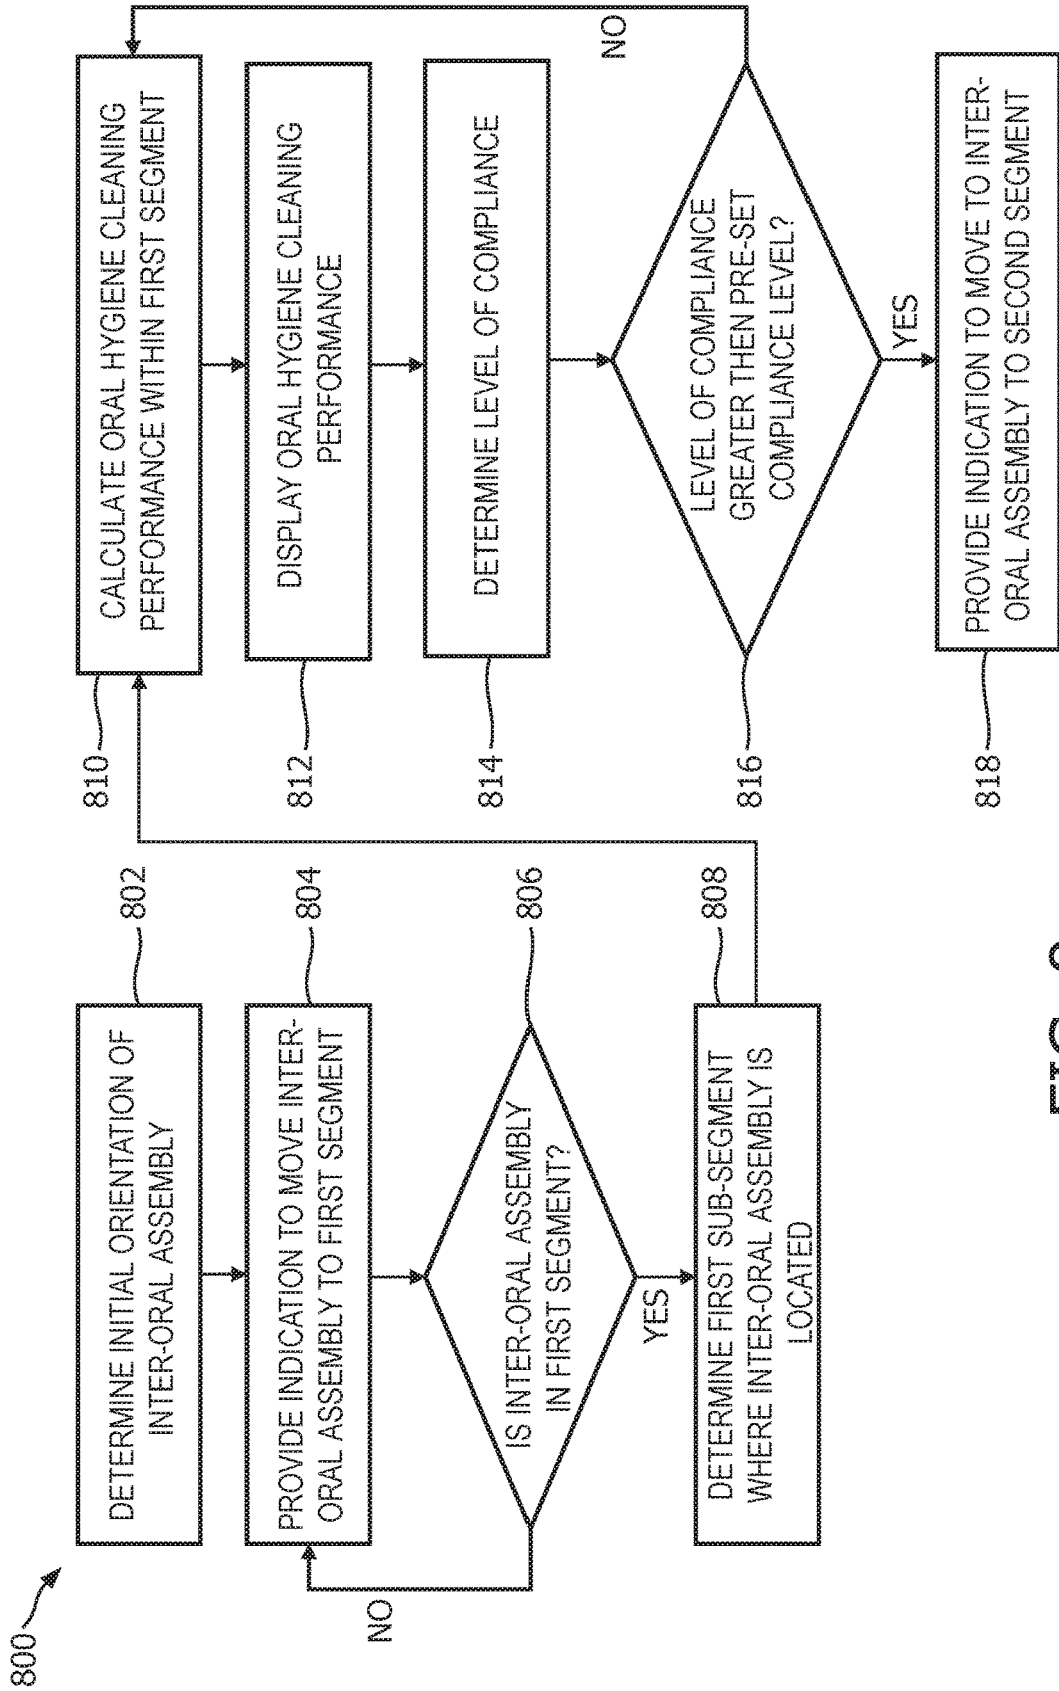 800
DETERMINE INITIAL ORIENTATION OF
INTER-ORAL ASSEMBLY
802
PROVIDE INDICATION TO MOVE INTER-
ORAL ASSEMBLY TO FIRST SEGMENT
804
IS INTER-ORAL ASSEMBLY
IN FIRST SEGMENT?
806
NO
YES
DETERMINE FIRST SUB-SEGMENT
WHERE INTER-ORAL ASSEMBLY IS
LOCATED
808
CALCULATE ORAL HYGIENE CLEANING
PERFORMANCE WITHIN FIRST SEGMENT
810
DISPLAY ORAL HYGIENE CLEANING
PERFORMANCE
812
DETERMINE LEVEL OF COMPLIANCE
814
LEVEL OF COMPLIANCE
GREATER THEN PRE-SET
COMPLIANCE LEVEL?
816
NO
YES
PROVIDE INDICATION TO MOVE TO INTER-
ORAL ASSEMBLY TO SECOND SEGMENT
818